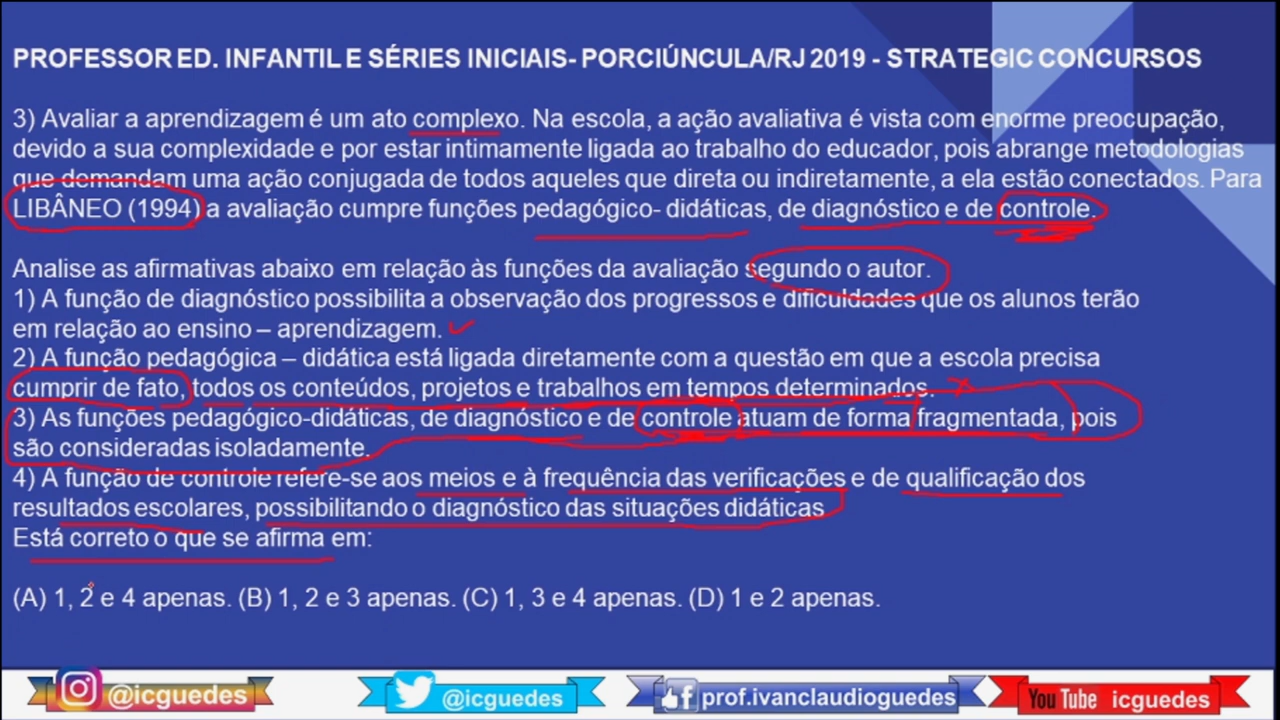 PROFESSOR ED. INFANTIL E SÉRIES INICIAIS- PORCIÚNCULA/RJ 2019 - STRATEGIC CONCURSOS
3) Avaliar a aprendizagem é um ato complexo. Na escola, a ação avaliativa é vista com enorme preocupação,
devido a sua complexidade e por estar intimamente ligada ao trabalho do educador, pois abrange metodologias
que demandam uma ação conjugada de todos aqueles que direta ou indiretamente, a ela estão conectados. Para
LIBÂNEO (1994) a avaliação cumpre funções pedagógico- didáticas, de diagnóstico e de controle.
Analise as afirmativas abaixo em relação às funções da avaliação segundo o autor.
1) A função de diagnóstico possibilita a observação dos progressos e dificuldades que os alunos terão
em relação ao ensino – aprendizagem.
2) A função pedagógica – didática está ligada diretamente com a questão em que a escola precisa
cumprir de fato, todos os conteúdos, projetos e trabalhos em tempos determinados.
3) As funções pedagógico-didáticas, de diagnóstico e de controle atuam de forma fragmentada, pois
são consideradas isoladamente.
4) A função de controle refere-se aos meios e à frequência das verificações e de qualificação dos
resultados escolares, possibilitando o diagnóstico das situações didáticas
Está correto o que se afirma em:
(A) 1, 2 e 4 apenas. (B) 1, 2 e 3 apenas. (C) 1, 3 e 4 apenas. (D) 1 e 2 apenas.
@icguedes @icguedes prof.ivanclaudioguedes You Tube icguedes